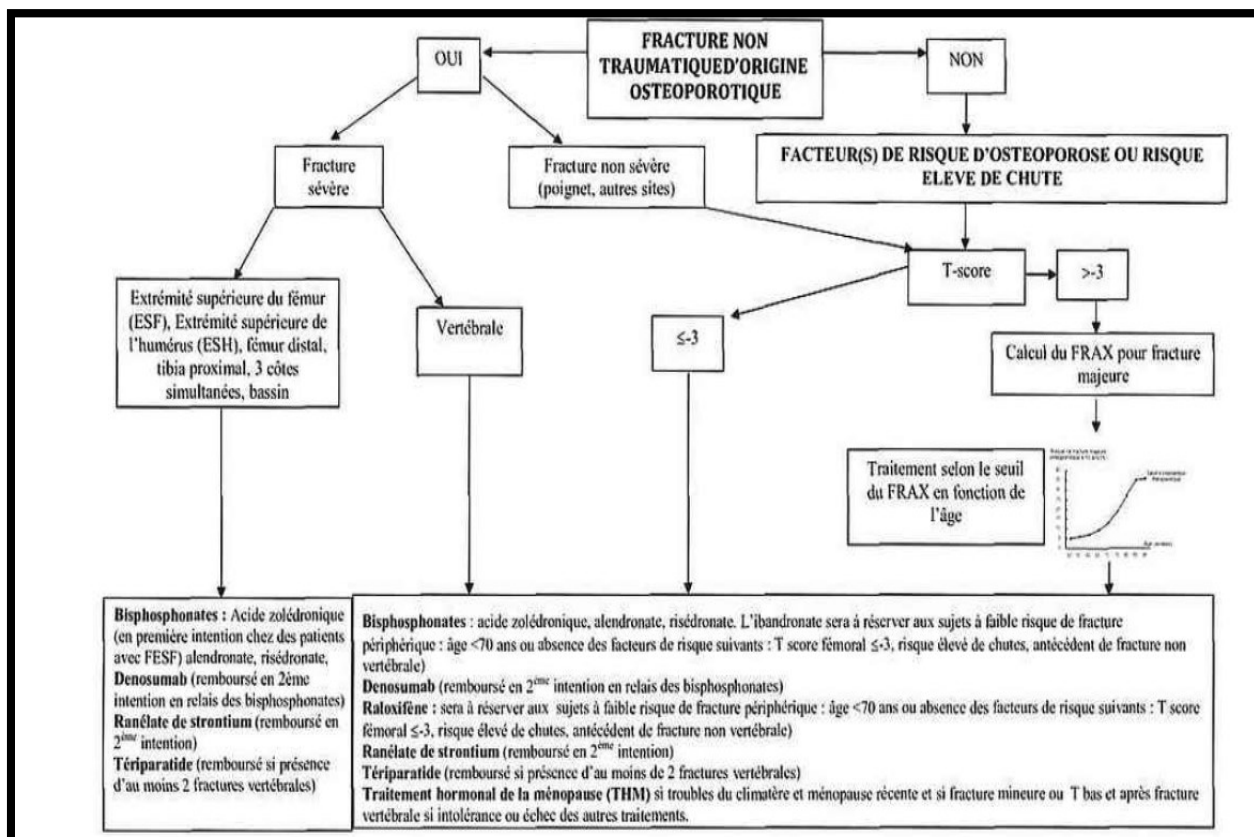 FRACTURE NON
TRAUMATIQUED'ORIGINE
OSTEOPOROTIQUE
OUI
NON
Fracture
sévère
Fracture non sévère
(poignet, autres sites)
FACTEUR(S) DE RISQUE D'OSTEOPOROSE OU RISQUE
ELEVE DE CHUTE
T-score
>-3
≤-3
Extrémité supérieure du fémur
(ESF), Extrémité supérieure de
l'humérus (ESH), fémur distal,
tibia proximal, 3 côtes
simultanées, bassin
Vertébrale
Calcul du FRAX pour fracture
majeure
Traitement selon le seuil
du FRAX en fonction de
l'âge
Bisphosphonates : Acide zolédronique
(en première intention chez des patients
avec FESF) alendronate, risédronate,
Denosumab (remboursé en 2ème
intention en relais des bisphosphonates)
Ranélate de strontium (remboursé en
2ème intention)
Tériparatide (remboursé si présence
d'au moins 2 fractures vertébrales)
Bisphosphonates : acide zolédronique, alendronate, risédronate. L'ibandronate sera à réserver aux sujets à faible risque de fracture
périphérique : âge <70 ans ou absence des facteurs de risque suivants : T score fémoral ≤-3, risque élevé de chutes, antécédent de fracture non
vertébrale)
Denosumab (remboursé en 2ème intention en relais des bisphosphonates)
Raloxifène : sera à réserver aux sujets à faible risque de fracture périphérique : âge <70 ans ou absence des facteurs de risque suivants : T score
fémoral ≤-3, risque élevé de chutes, antécédent de fracture non vertébrale)
Ranélate de strontium (remboursé en 2ème intention)
Tériparatide (remboursé si présence d'au moins 2 fractures vertébrales)
Traitement hormonal de la ménopause (THM) si troubles du climatère et ménopause récente et si fracture mineure ou T bas et après fracture
vertébrale si intolérance ou échec des autres traitements.